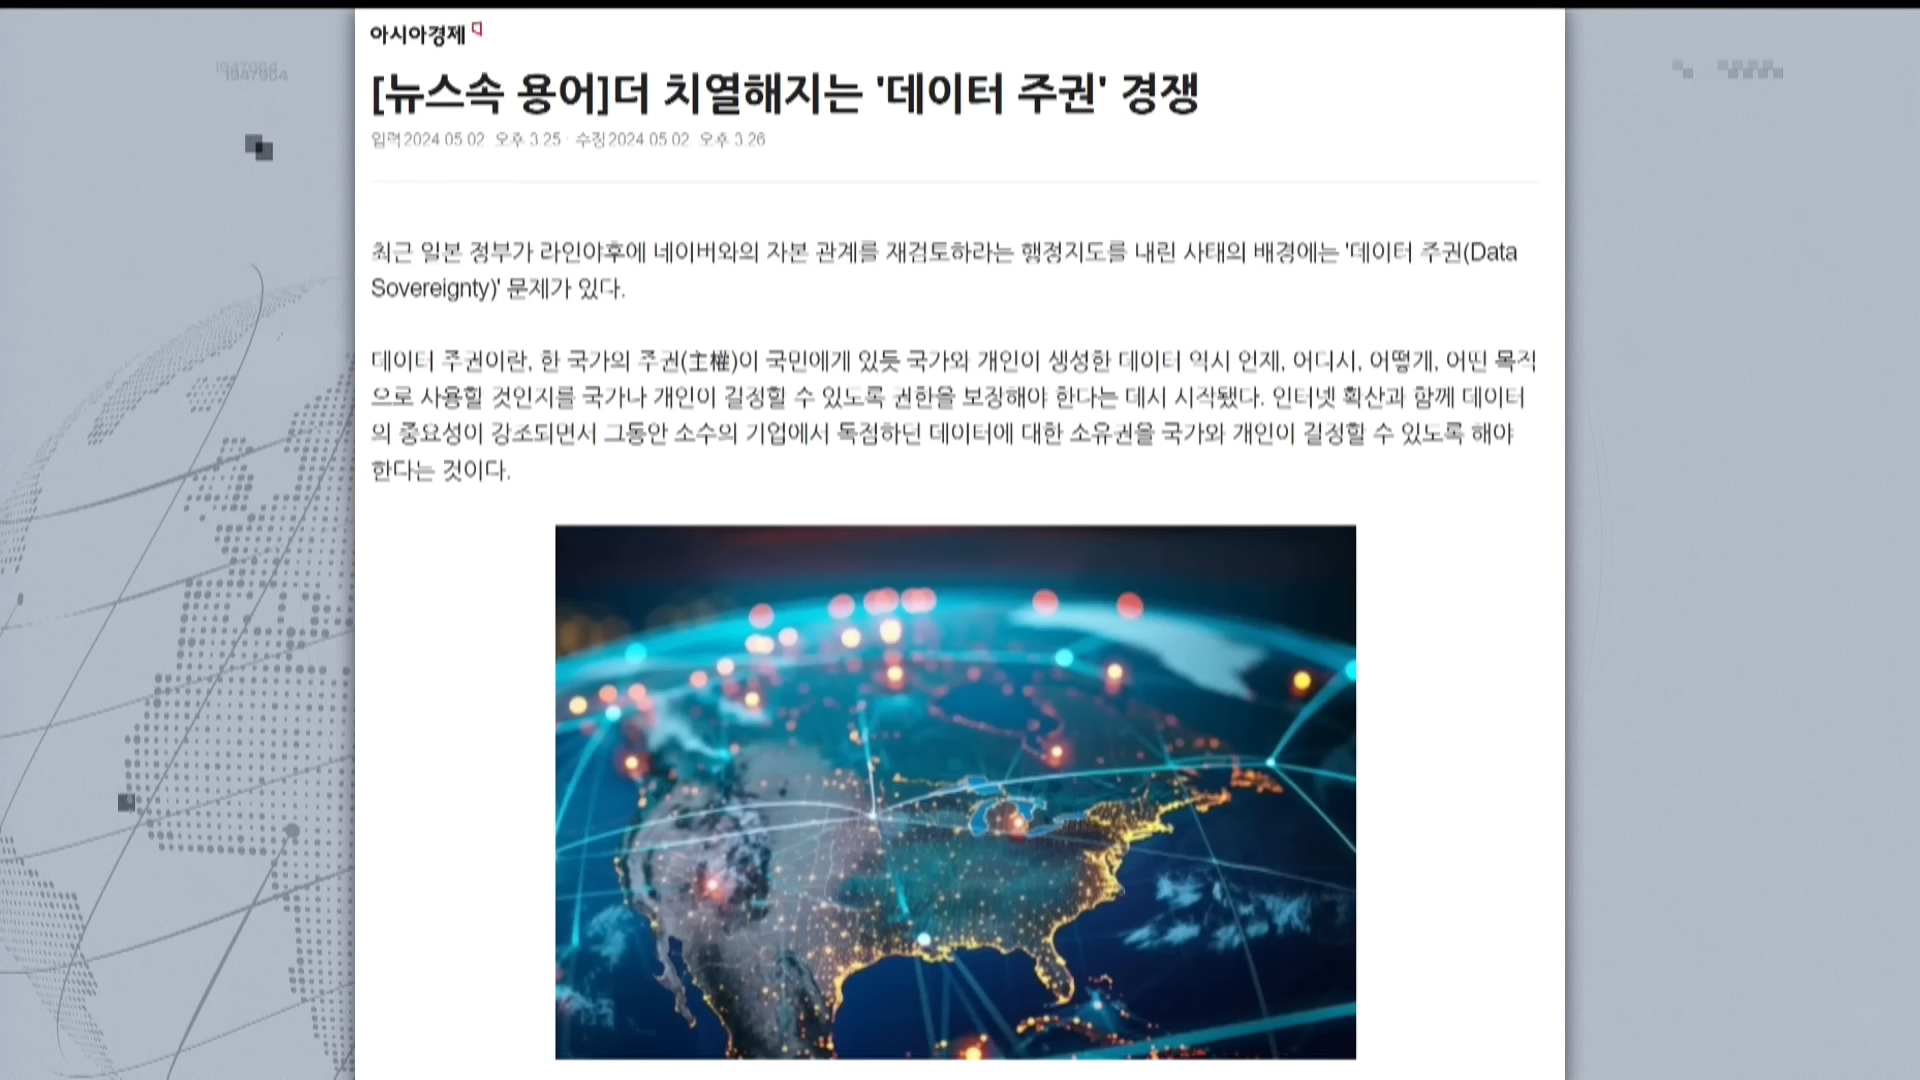 아시아경제
[뉴스속 용어]더 치열해지는 '데이터 주권' 경쟁
입력2024.05.02. 오후 3:25 · 수정2024.05.02. 오후 3:26
최근 일본 정부가 라인야후에 네이버와의 자본 관계를 재검토하라는 행정지도를 내린 사태의 배경에는 '데이터 주권(Data
Sovereignty)' 문제가 있다.
데이터 주권이란, 한 국가의 주권(主權)이 국민에게 있듯 국가와 개인이 생성한 데이터 역시 언제, 어디서, 어떻게, 어떤 목적
으로 사용할 것인지를 국가나 개인이 결정할 수 있도록 권한을 보장해야 한다는 데서 시작됐다. 인터넷 확산과 함께 데이터
의 중요성이 강조되면서 그동안 소수의 기업에서 독점하던 데이터에 대한 소유권을 국가와 개인이 결정할 수 있도록 해야
한다는 것이다.